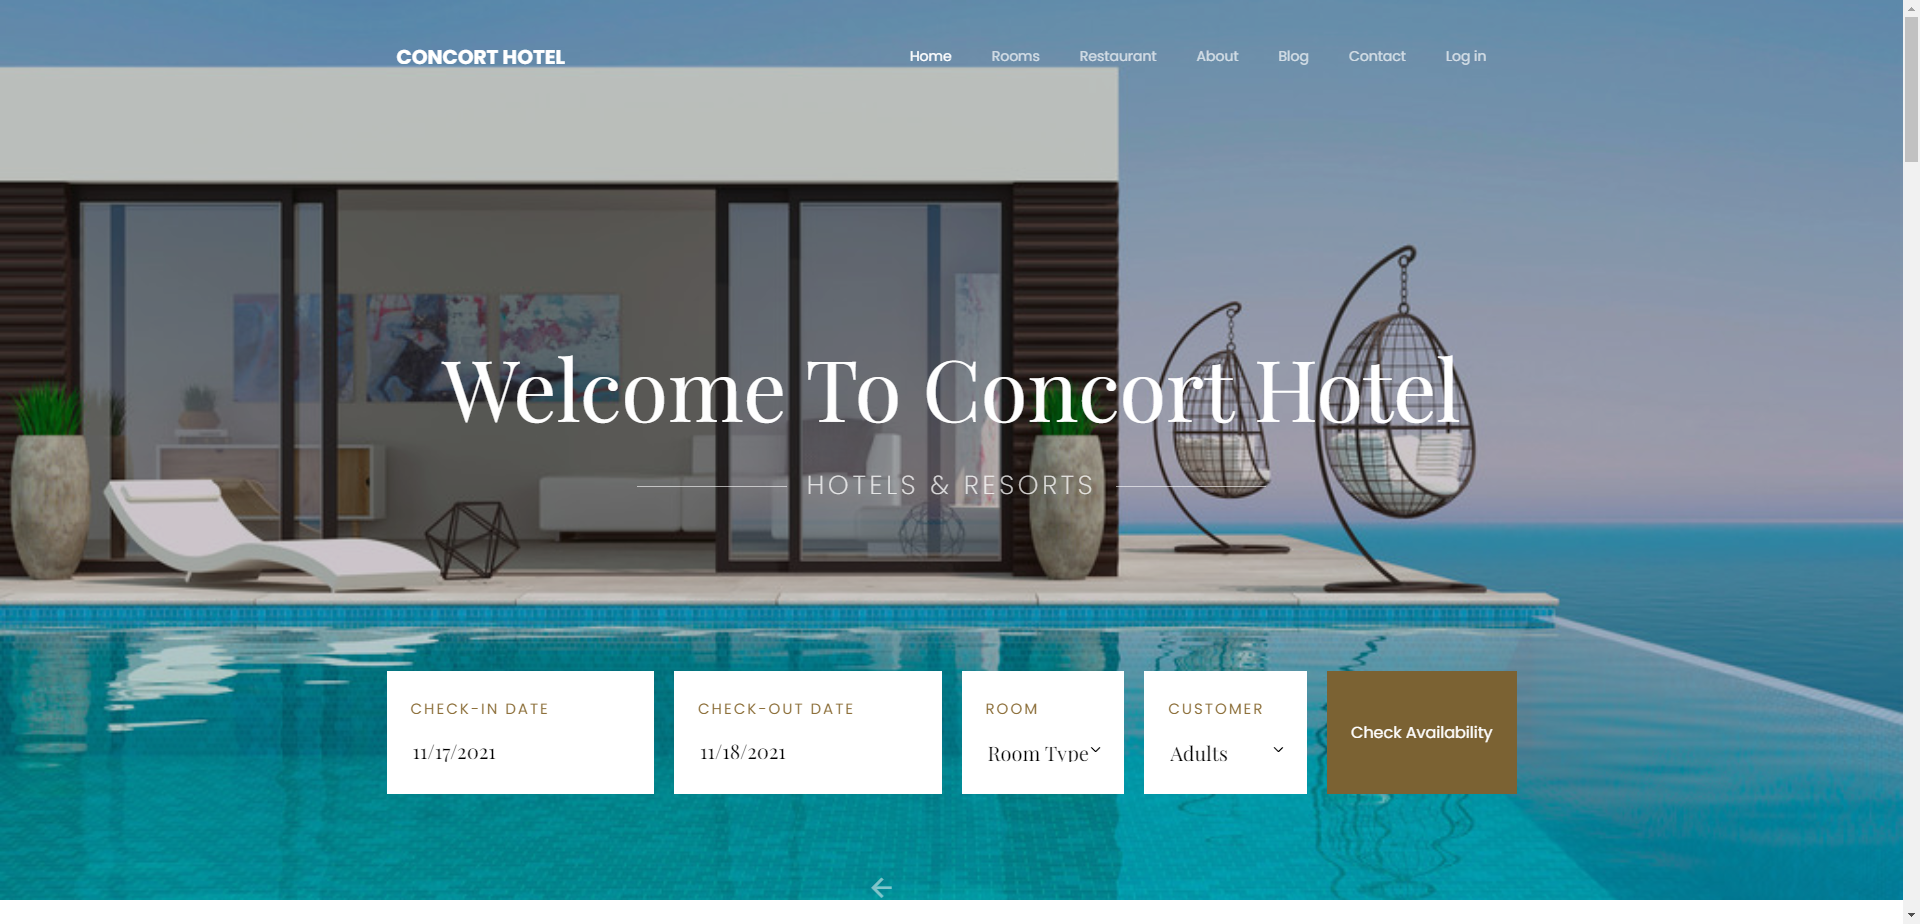 CONCORT HOTEL
Home Rooms Restaurant About Blog Contact Log in
Welcome To Concort Hotel
HOTELS & RESORTS
CHECK-IN DATE
11/17/2021
CHECK-OUT DATE
11/18/2021
ROOM
Room Type
CUSTOMER
Adults
Check Availability